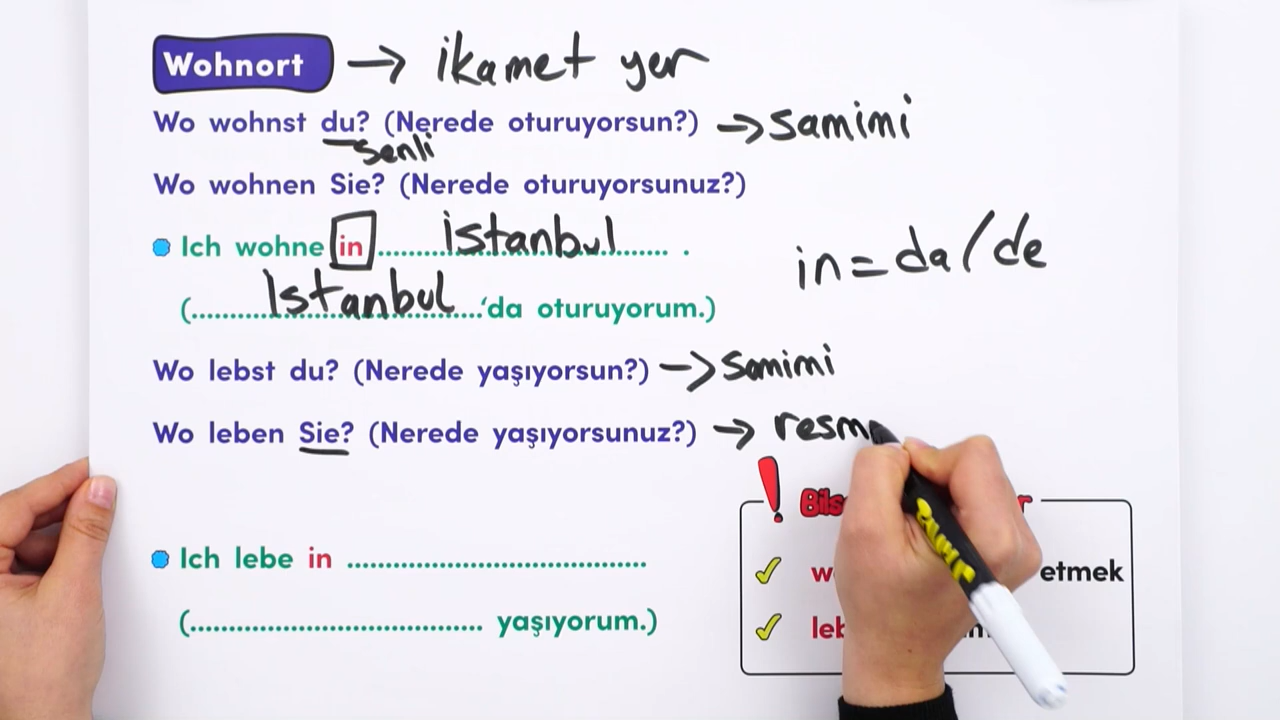 Wohnort → ikamet yer
Wo wohnst du? (Nerede oturuyorsun?) → samimi
senli
Wo wohnen Sie? (Nerede oturuyorsunuz?)
Ich wohne in ....................İstanbul.................... .
in = da/de
(....................Istanbul....................'da oturuyorum.)
Wo lebst du? (Nerede yaşıyorsun?) → samimi
Wo leben Sie? (Nerede yaşıyorsunuz?) → resm
Ich lebe in ........................................
etmek
(...................................... yaşıyorum.)